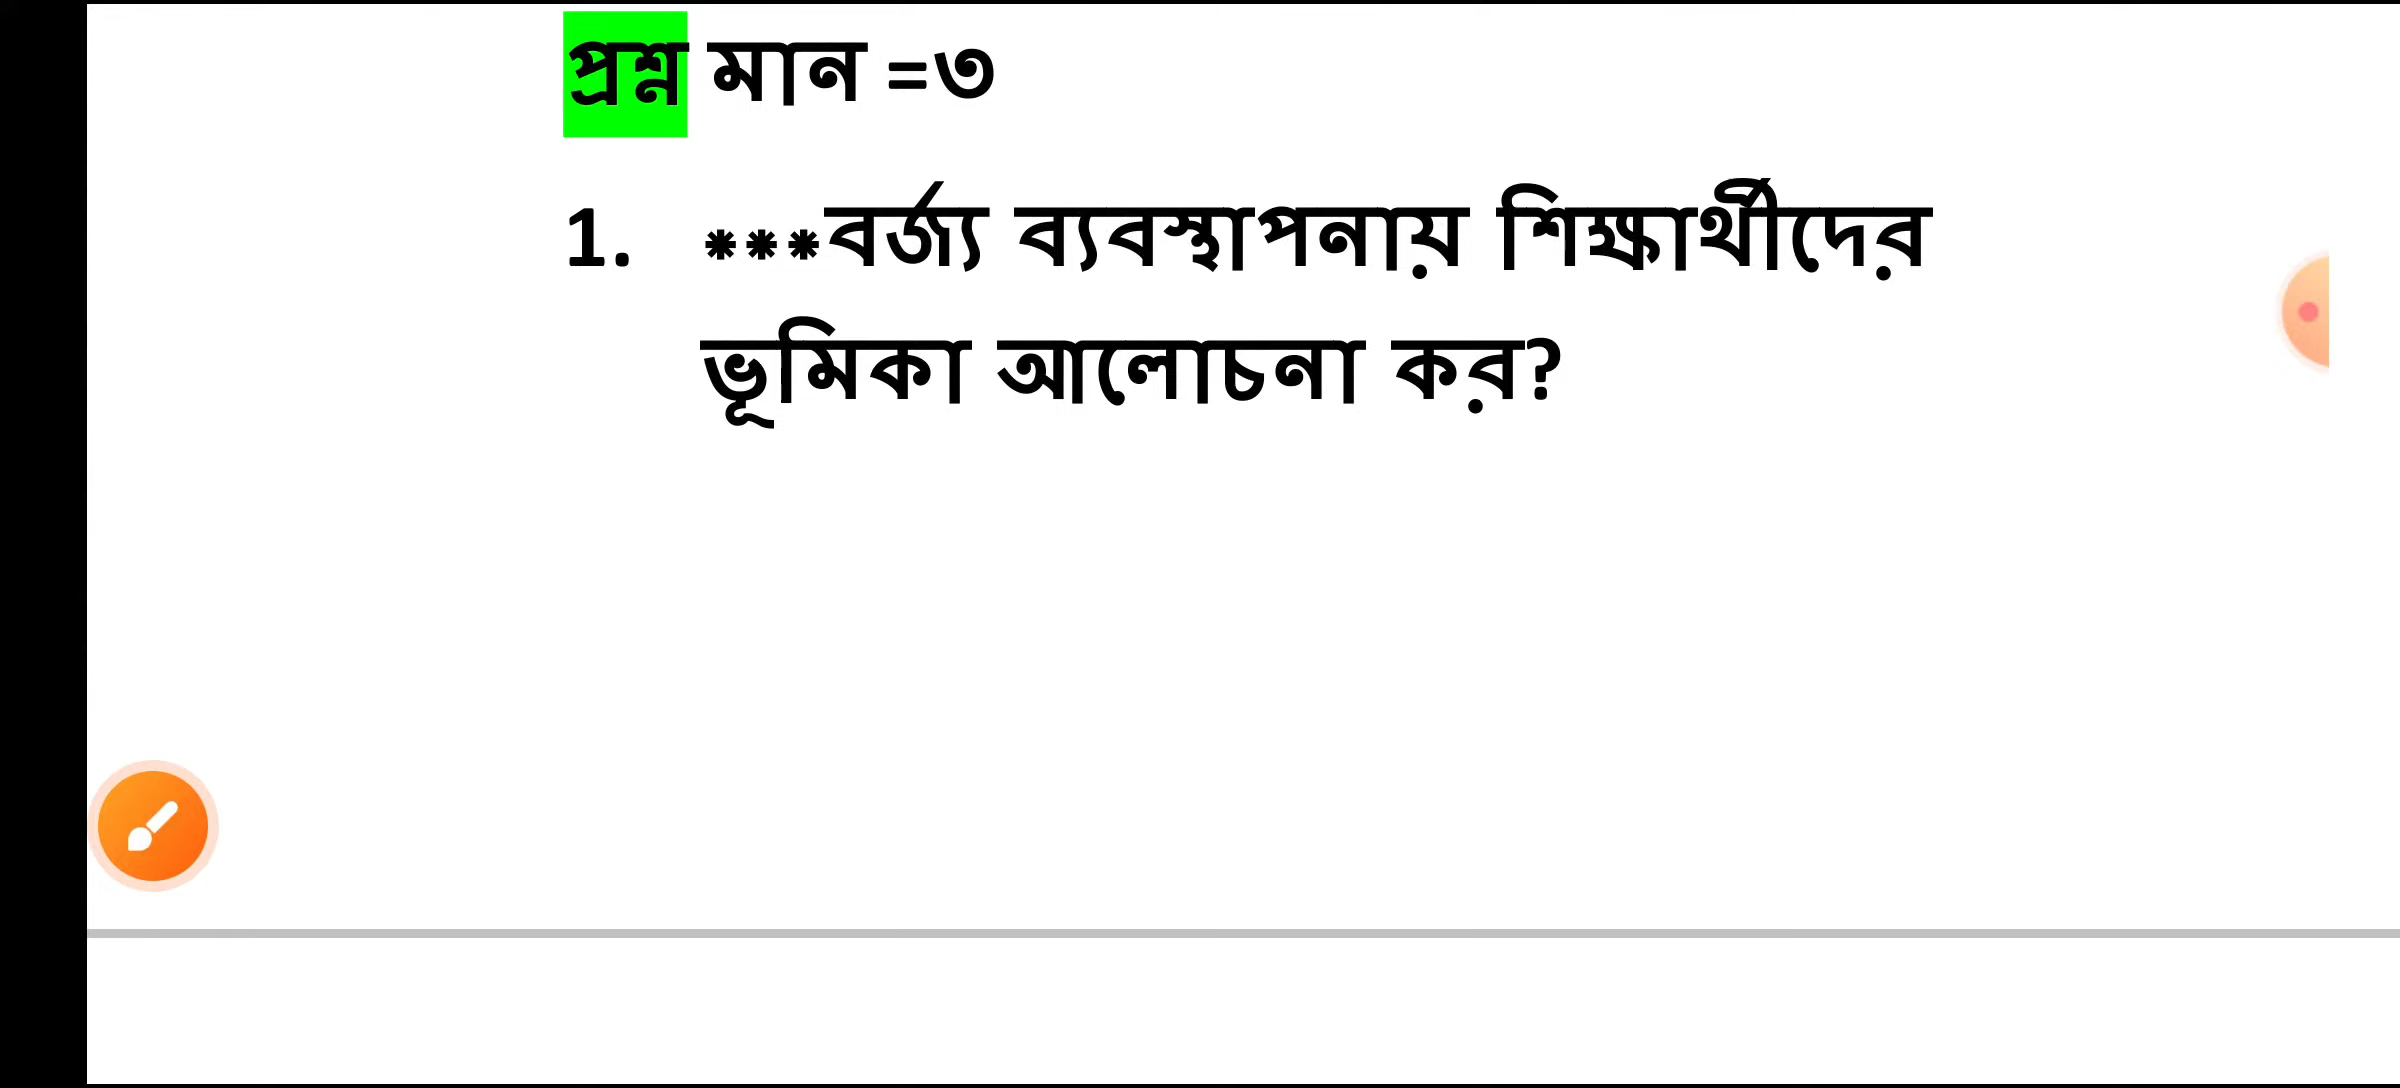 প্রশ্ন মান =৩
1. ***বর্জ্য ব্যবস্থাপনায় শিক্ষার্থীদের
ভূমিকা আলোচনা কর?